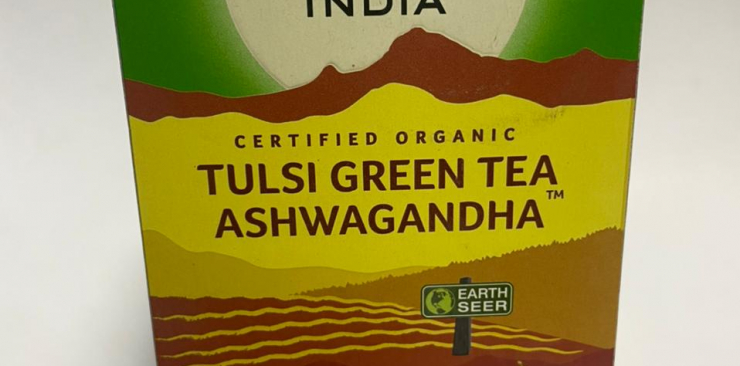 INDIA
CERTIFIED ORGANIC
TULSI GREEN TEA
ASHWAGANDHA™
EARTH
SEER